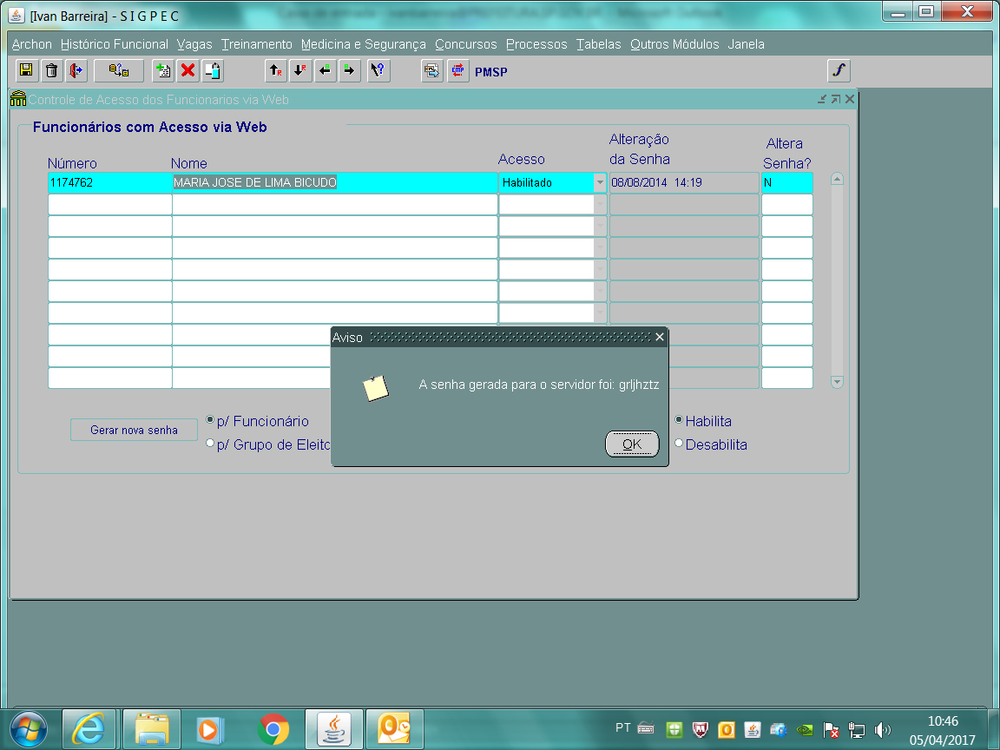 [Ivan Barreira] - S I G P E C
Archon Histórico Funcional Vagas Treinamento Medicina e Segurança Concursos Processos Tabelas Outros Módulos Janela
PMSP
Controle de Acesso dos Funcionarios via Web
Funcionários com Acesso via Web
Número Nome Acesso Alteração da Senha Altera Senha?
1174762 MARIA JOSE DE LIMA BICUDO Habilitado 08/08/2014 14:19 N
Aviso
A senha gerada para o servidor foi: grljhztz
OK
Gerar nova senha
p/ Funcionário
p/ Grupo de Eleito
Habilita
Desabilita
PT
10:46
05/04/2017